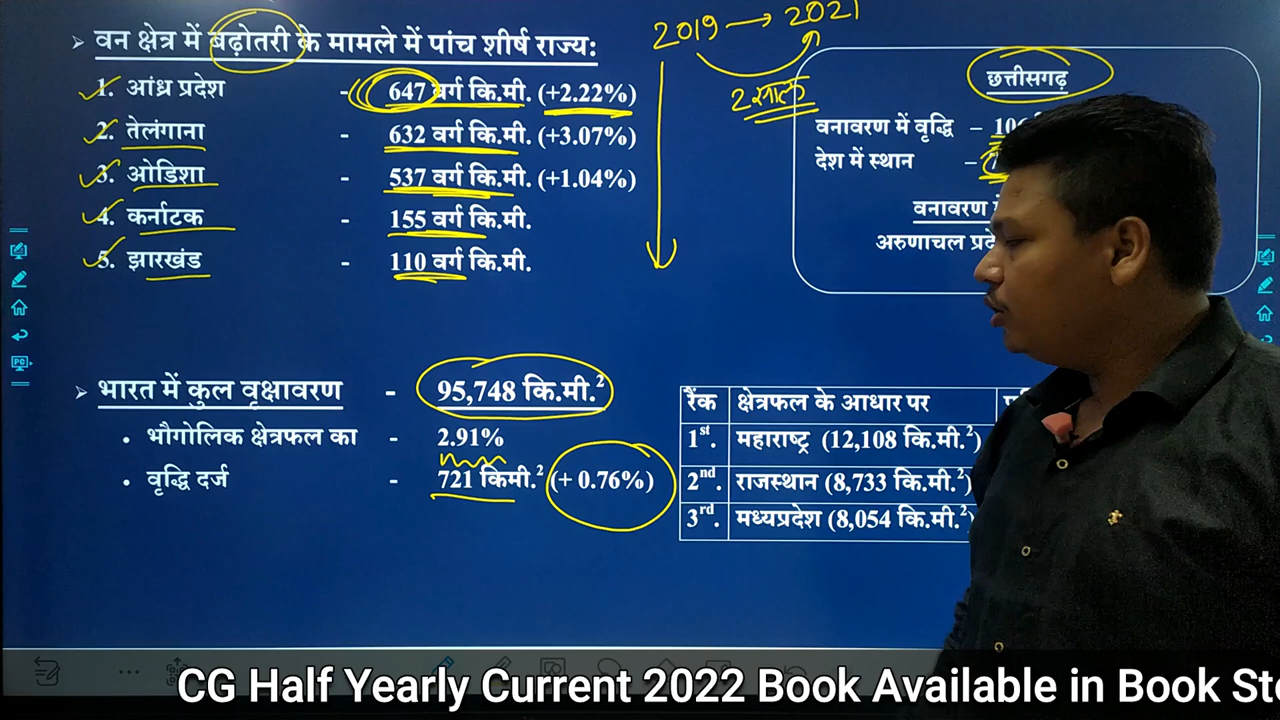 2019 → 2021
➢ वन क्षेत्र में बढ़ोतरी के मामले में पांच शीर्ष राज्य:
1. आंध्र प्रदेश - 647 वर्ग कि.मी. (+2.22%)
2. तेलंगाना - 632 वर्ग कि.मी. (+3.07%)
3. ओडिशा - 537 वर्ग कि.मी. (+1.04%)
4. कर्नाटक - 155 वर्ग कि.मी.
5. झारखंड - 110 वर्ग कि.मी.
2 साल
छत्तीसगढ़
वनावरण में वृद्धि -
देश में स्थान -
वनावरण
अरुणाचल
➢ भारत में कुल वृक्षावरण - 95,748 कि.मी.²
• भौगोलिक क्षेत्रफल का - 2.91%
• वृद्धि दर्ज - 721 किमी.² (+ 0.76%)
रैंक क्षेत्रफल के आधार पर
1st. महाराष्ट्र (12,108 कि.मी.²)
2nd. राजस्थान (8,733 कि.मी.²)
3rd. मध्यप्रदेश (8,054 कि.मी.²)
PC
CG Half Yearly Current 2022 Book Available in Book